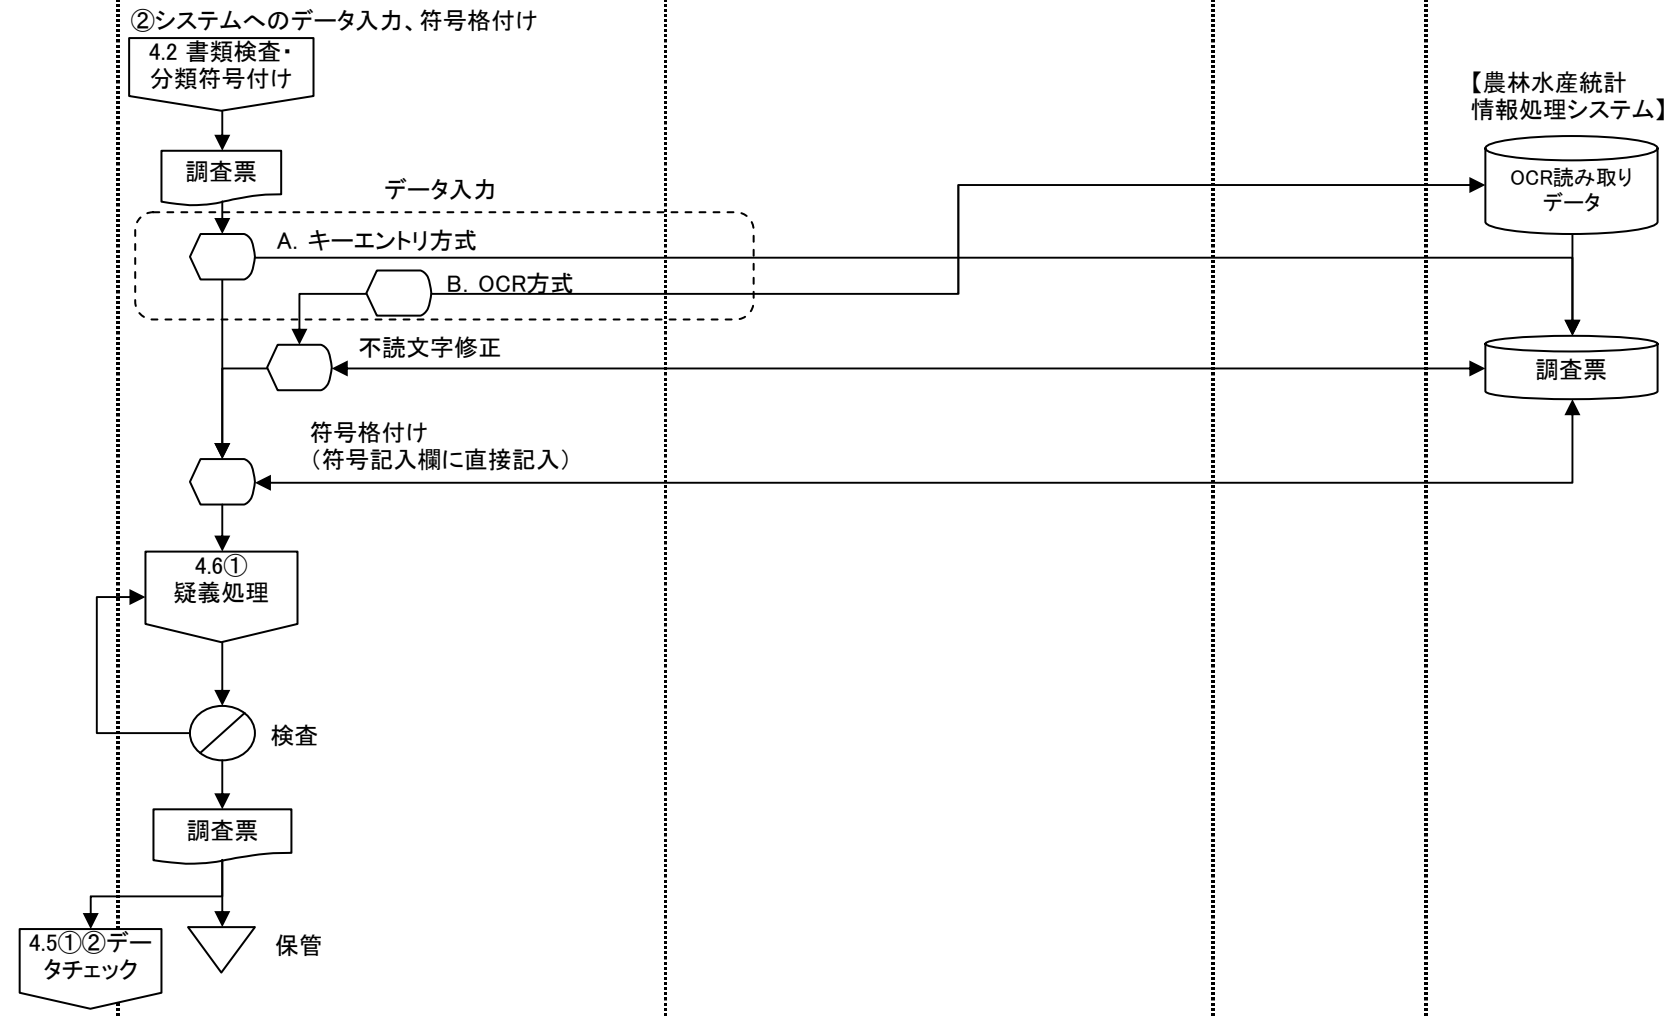 ②システムへのデータ入力、符号格付け
4.2 書類検査・
分類符号付け
【農林水産統計
情報処理システム】
調査票
データ入力
OCR読み取り
データ
A. キーエントリ方式
B. OCR方式
不読文字修正
調査票
符号格付け
（符号記入欄に直接記入）
4.6①
疑義処理
検査
調査票
4.5①②デー
タチェック
保管